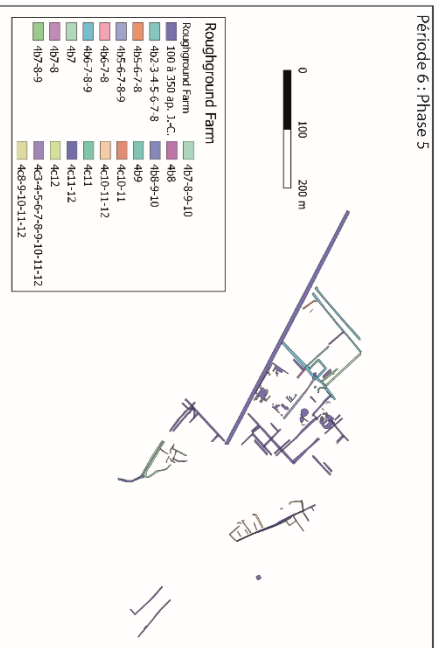 Période 6 : Phase 5
0 100 200 m
Roughground Farm
Roughground Farm
100 à 350 ap. J.-C.
4b2-3-4-5-6-7-8
4b5-6-7-8
4b5-6-7-8-9
4b6-7-8
4b6-7-8-9
4b7
4b7-8
4b7-8-9
4b7-8-9-10
4b8
4b8-9-10
4b9
4c10-11
4c10-11-12
4c11
4c11-12
4c12
4c3-4-5-6-7-8-9-10-11-12
4c8-9-10-11-12